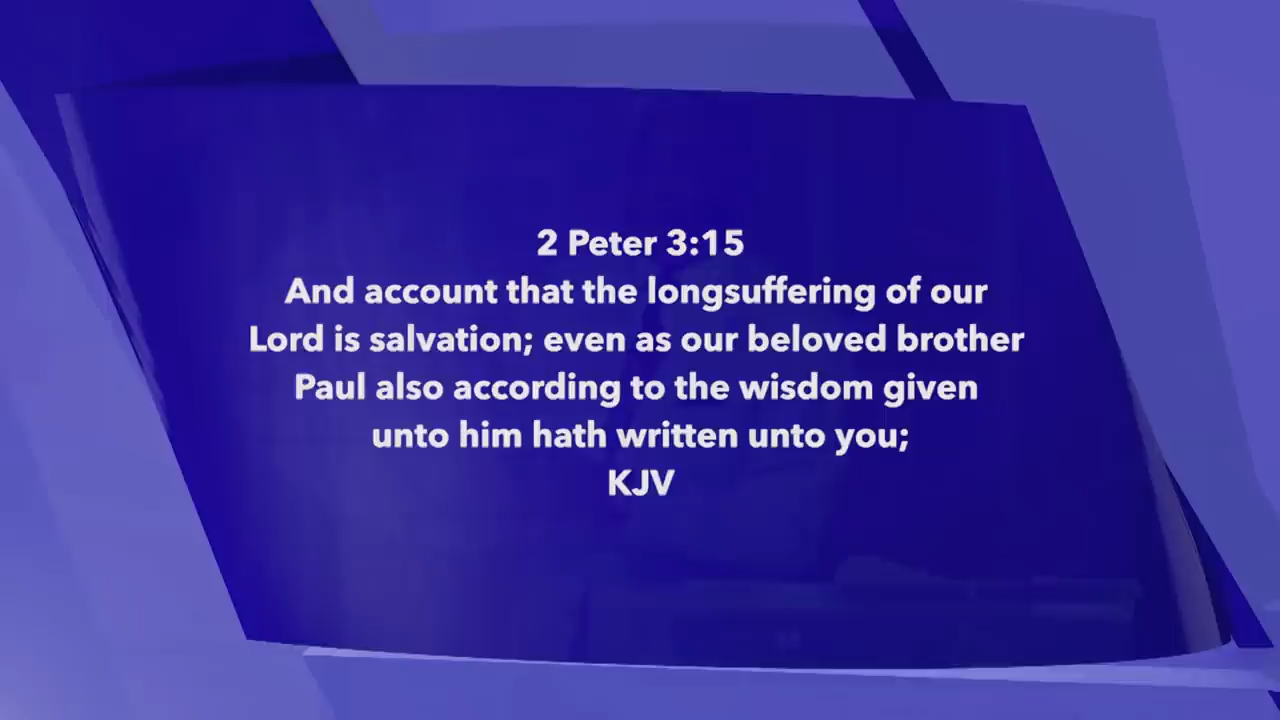 2 Peter 3:15
And account that the longsuffering of our
Lord is salvation; even as our beloved brother
Paul also according to the wisdom given
unto him hath written unto you;
KJV